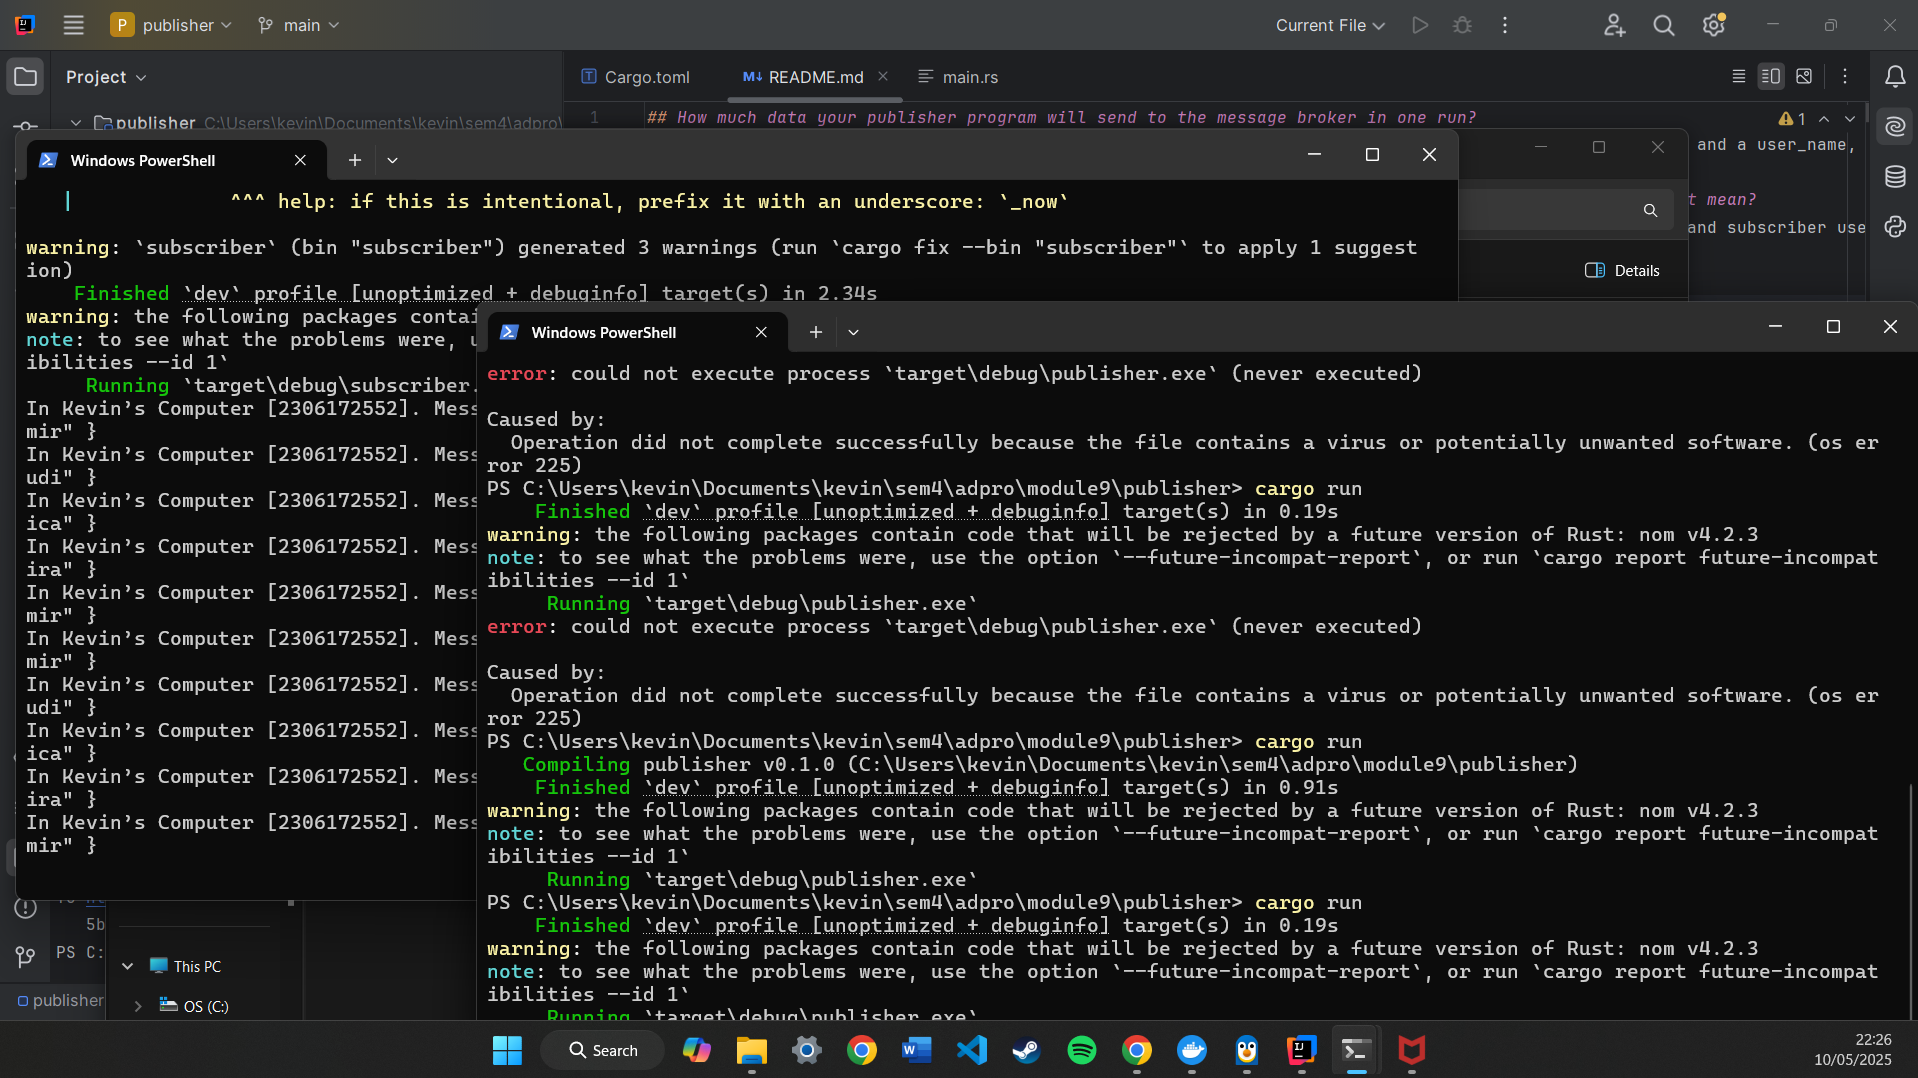 P publisher main Current File
Project
Cargo.toml
README.md
main.rs
publisher C:\Users\kevin\Documents\kevin\sem4\adpro\
1 ## How much data your publisher program will send to the message broker in one run?
1
and a user_name,
t mean?
and subscriber use
Details
Windows PowerShell
| ^^^ help: if this is intentional, prefix it with an underscore: `_now`
warning: `subscriber` (bin "subscriber") generated 3 warnings (run `cargo fix --bin "subscriber"` to apply 1 suggest
ion)
Finished `dev` profile [unoptimized + debuginfo] target(s) in 2.34s
warning: the following packages contai
note: to see what the problems were, u
ibilities --id 1`
Running `target\debug\subscriber.
In Kevin’s Computer [2306172552]. Mess
mir" }
In Kevin’s Computer [2306172552]. Mess
udi" }
In Kevin’s Computer [2306172552]. Mess
ica" }
In Kevin’s Computer [2306172552]. Mess
ira" }
In Kevin’s Computer [2306172552]. Mess
mir" }
In Kevin’s Computer [2306172552]. Mess
mir" }
In Kevin’s Computer [2306172552]. Mess
udi" }
In Kevin’s Computer [2306172552]. Mess
ica" }
In Kevin’s Computer [2306172552]. Mess
ira" }
In Kevin’s Computer [2306172552]. Mess
mir" }
Windows PowerShell
error: could not execute process `target\debug\publisher.exe` (never executed)
Caused by:
Operation did not complete successfully because the file contains a virus or potentially unwanted software. (os er
ror 225)
PS C:\Users\kevin\Documents\kevin\sem4\adpro\module9\publisher> cargo run
Finished `dev` profile [unoptimized + debuginfo] target(s) in 0.19s
warning: the following packages contain code that will be rejected by a future version of Rust: nom v4.2.3
note: to see what the problems were, use the option `--future-incompat-report`, or run `cargo report future-incompat
ibilities --id 1`
Running `target\debug\publisher.exe`
error: could not execute process `target\debug\publisher.exe` (never executed)
Caused by:
Operation did not complete successfully because the file contains a virus or potentially unwanted software. (os er
ror 225)
PS C:\Users\kevin\Documents\kevin\sem4\adpro\module9\publisher> cargo run
Compiling publisher v0.1.0 (C:\Users\kevin\Documents\kevin\sem4\adpro\module9\publisher)
Finished `dev` profile [unoptimized + debuginfo] target(s) in 0.91s
warning: the following packages contain code that will be rejected by a future version of Rust: nom v4.2.3
note: to see what the problems were, use the option `--future-incompat-report`, or run `cargo report future-incompat
ibilities --id 1`
Running `target\debug\publisher.exe`
PS C:\Users\kevin\Documents\kevin\sem4\adpro\module9\publisher> cargo run
Finished `dev` profile [unoptimized + debuginfo] target(s) in 0.19s
warning: the following packages contain code that will be rejected by a future version of Rust: nom v4.2.3
note: to see what the problems were, use the option `--future-incompat-report`, or run `cargo report future-incompat
ibilities --id 1`
Running `target\debug\publisher.exe`
5b
PS C:
This PC
OS (C:)
publisher
Search
22:26
10/05/2025